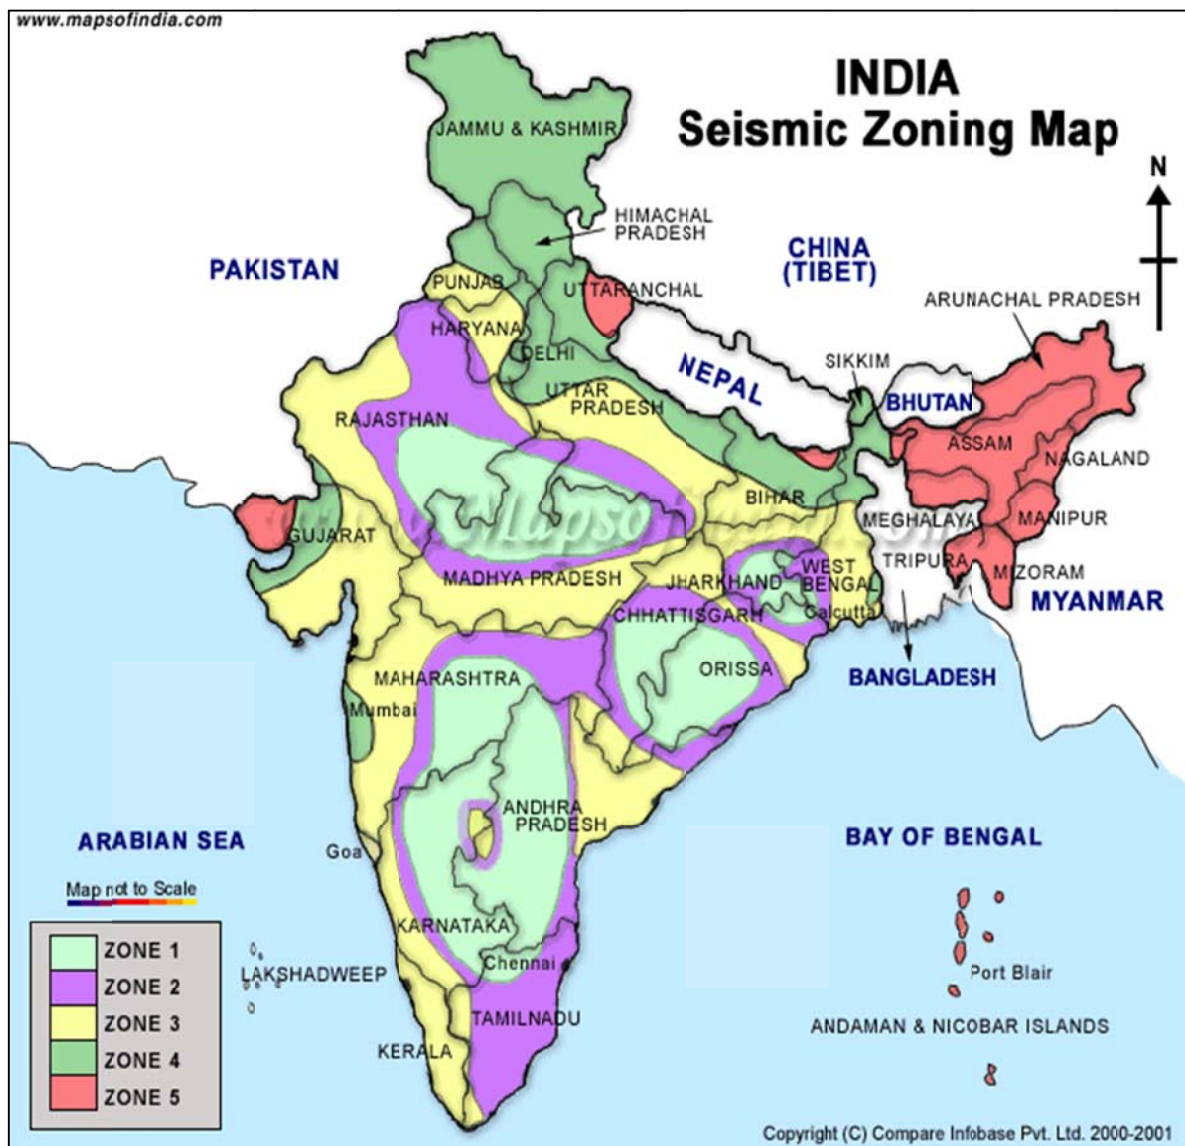 www.mapsofindia.com
INDIA
Seismic Zoning Map
N
JAMMU & KASHMIR
HIMACHAL
PRADESH
CHINA
(TIBET)
PAKISTAN
PUNJAB
UTTARANCHAL
ARUNACHAL PRADESH
HARYANA
DELHI
NEPAL
SIKKIM
BHUTAN
UTTAR
PRADESH
RAJASTHAN
ASSAM
NAGALAND
BIHAR
MEGHALAYA
MANIPUR
GUJARAT
TRIPURA
MIZORAM
MYANMAR
MADHYA PRADESH
JHARKHAND
WEST
BENGAL
Calcutta
CHHATTISGARH
ORISSA
BANGLADESH
MAHARASHTRA
Mumbai
ANDHRA
PRADESH
ARABIAN SEA
Goa
BAY OF BENGAL
Map not to Scale
KARNATAKA
Chennai
LAKSHADWEEP
Port Blair
TAMILNADU
ANDAMAN & NICOBAR ISLANDS
KERALA
ZONE 1
ZONE 2
ZONE 3
ZONE 4
ZONE 5
Copyright (C) Compare Infobase Pvt. Ltd. 2000-2001